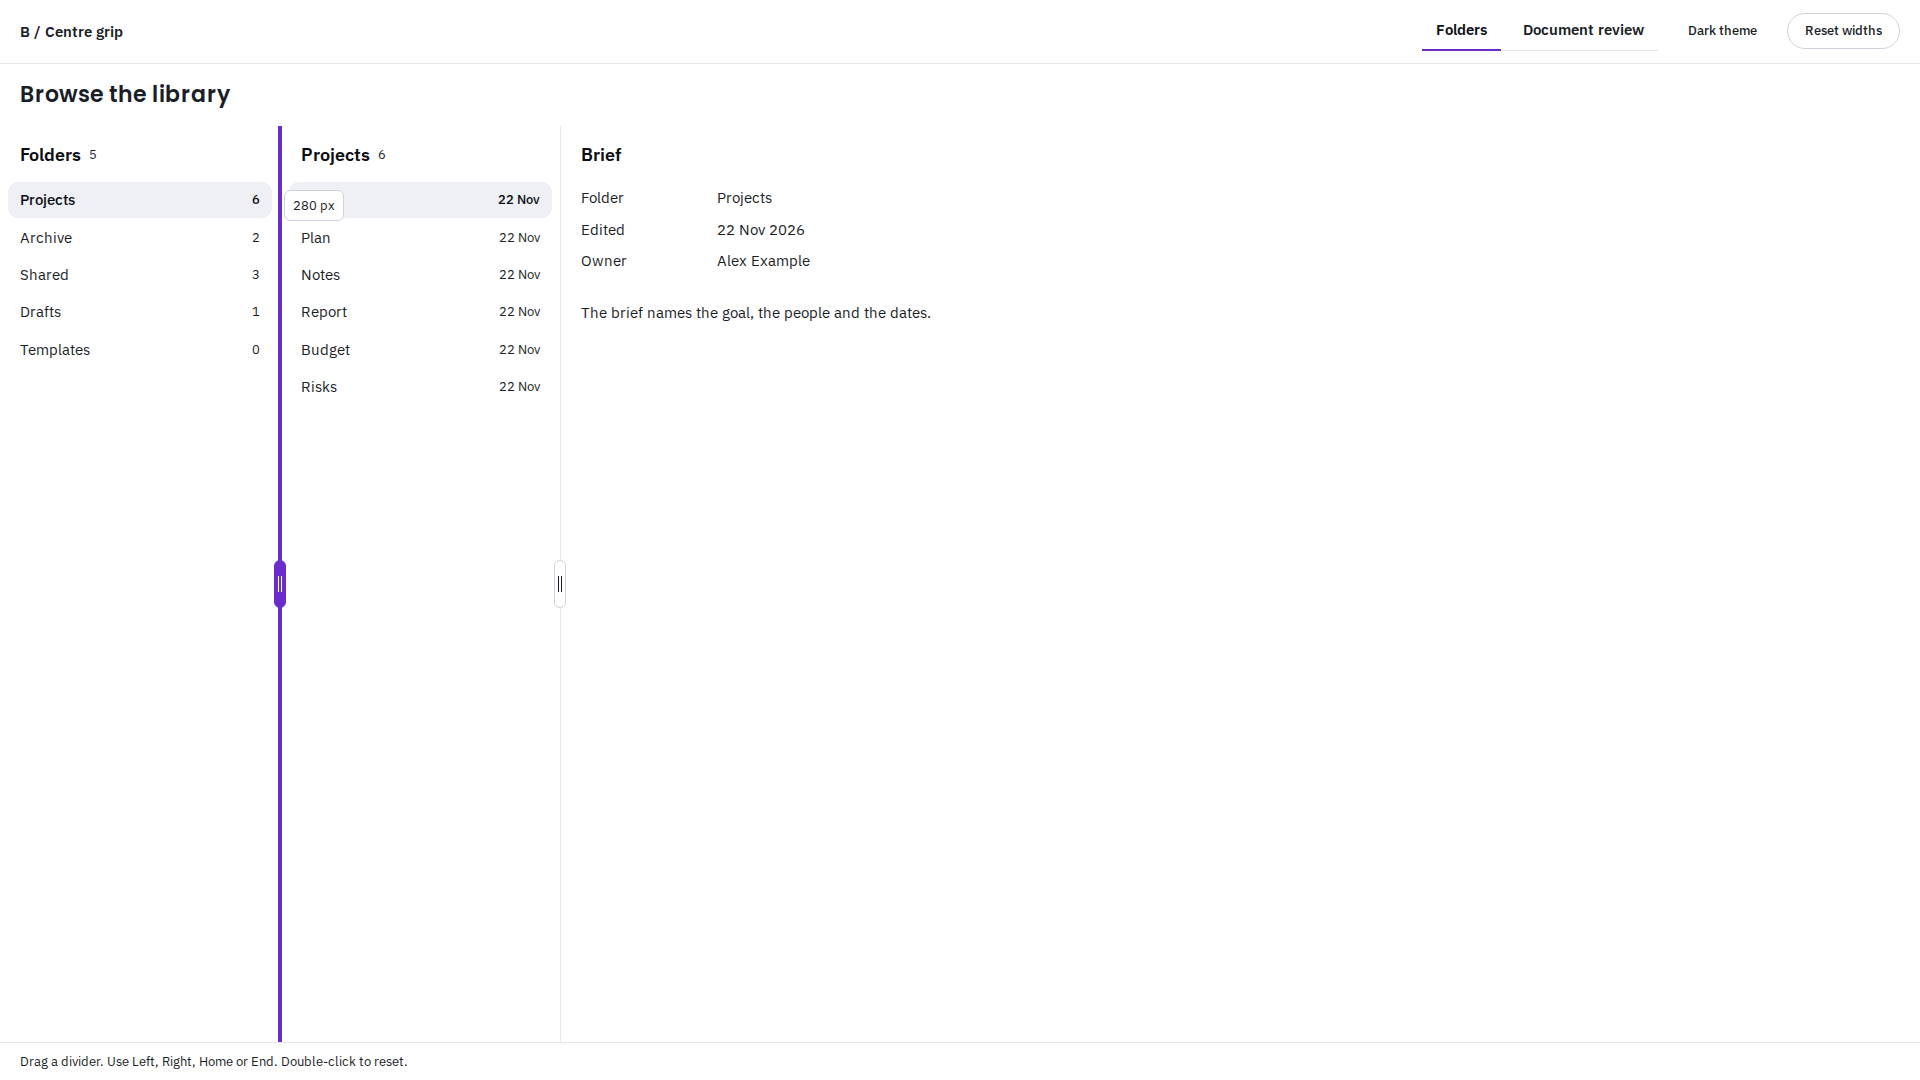 B / Centre grip
Folders
Document review
Dark theme
Reset widths
Browse the library
Folders 5
Projects 6
Archive 2
Shared 3
Drafts 1
Templates 0
280 px
Projects 6
22 Nov
Plan 22 Nov
Notes 22 Nov
Report 22 Nov
Budget 22 Nov
Risks 22 Nov
Brief
Folder Projects
Edited 22 Nov 2026
Owner Alex Example
The brief names the goal, the people and the dates.
Drag a divider. Use Left, Right, Home or End. Double-click to reset.